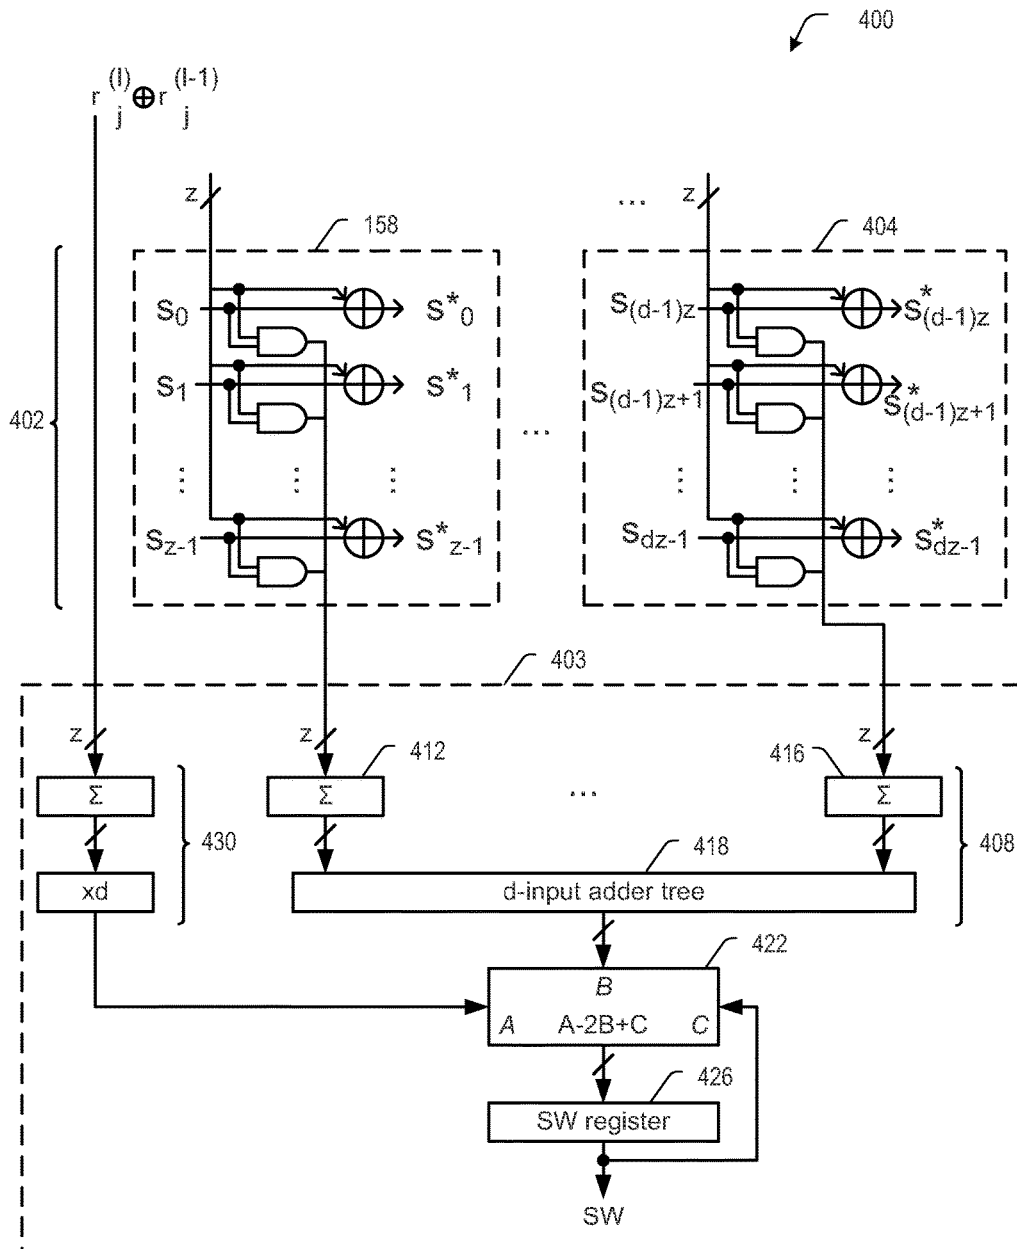 400
r j (l) ⊕ r j (l-1)
z
...
z
158
404
S0
S*0
S(d-1)z
S*(d-1)z
S1
S*1
S(d-1)z+1
S*(d-1)z+1
402
...
... ... ...
... ... ...
Sz-1
S*z-1
Sdz-1
S*dz-1
403
z
z
z
412
416
Σ
Σ
...
Σ
430
418
408
xd
d-input adder tree
422
B
A
A-2B+C
C
426
SW register
SW